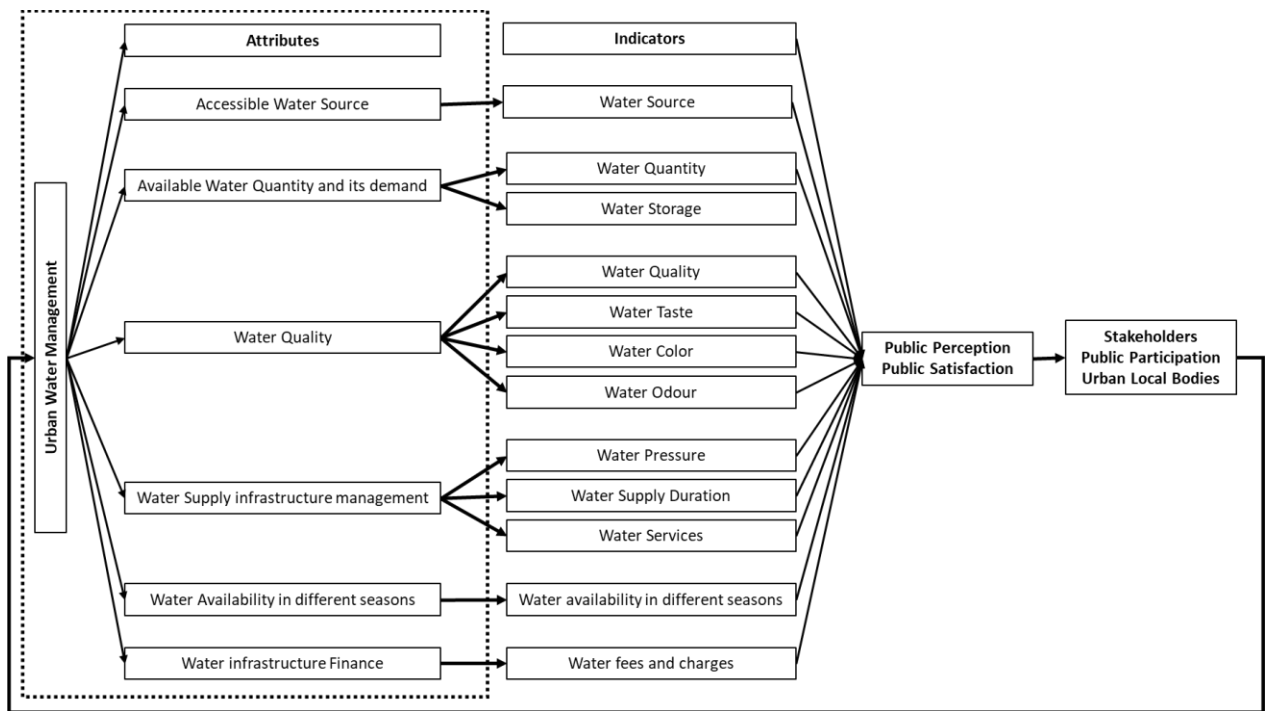 Urban Water Management
Attributes
Accessible Water Source
Available Water Quantity and its demand
Water Quality
Water Supply infrastructure management
Water Availability in different seasons
Water infrastructure Finance
Indicators
Water Source
Water Quantity
Water Storage
Water Quality
Water Taste
Water Color
Water Odour
Water Pressure
Water Supply Duration
Water Services
Water availability in different seasons
Water fees and charges
Public Perception
Public Satisfaction
Stakeholders
Public Participation
Urban Local Bodies